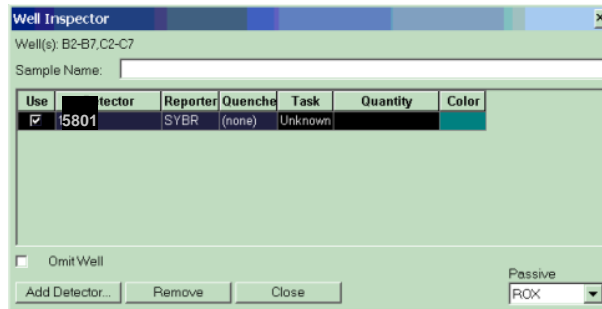 Well Inspector
Well(s): B2-B7,C2-C7
Sample Name:
Use tector Reporter Quenche Task Quantity Color
5801 SYBR (none) Unknown
Omit Well
Passive
Add Detector... Remove Close ROX